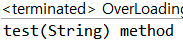 <terminated> OverLoading
test(String) method